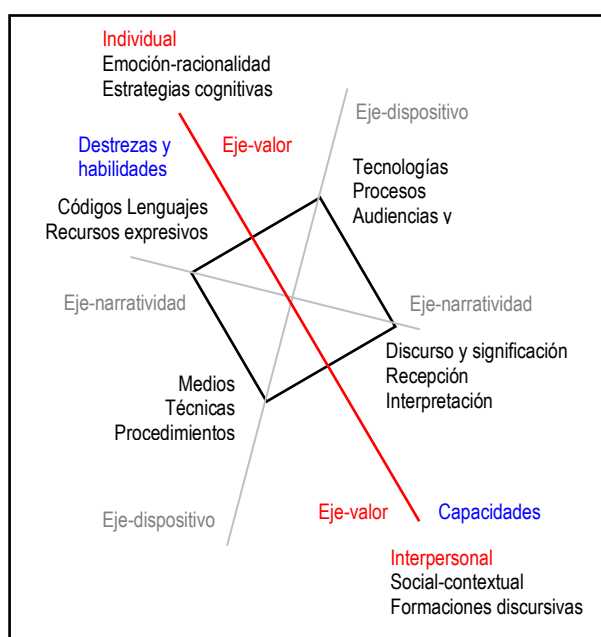 Individual
Emoción-racionalidad
Estrategias cognitivas
Eje-dispositivo
Destrezas y
habilidades
Eje-valor
Tecnologías
Procesos
Audiencias y
Códigos Lenguajes
Recursos expresivos
Eje-narratividad
Eje-narratividad
Discurso y significación
Recepción
Interpretación
Medios
Técnicas
Procedimientos
Eje-dispositivo
Eje-valor
Capacidades
Interpersonal
Social-contextual
Formaciones discursivas